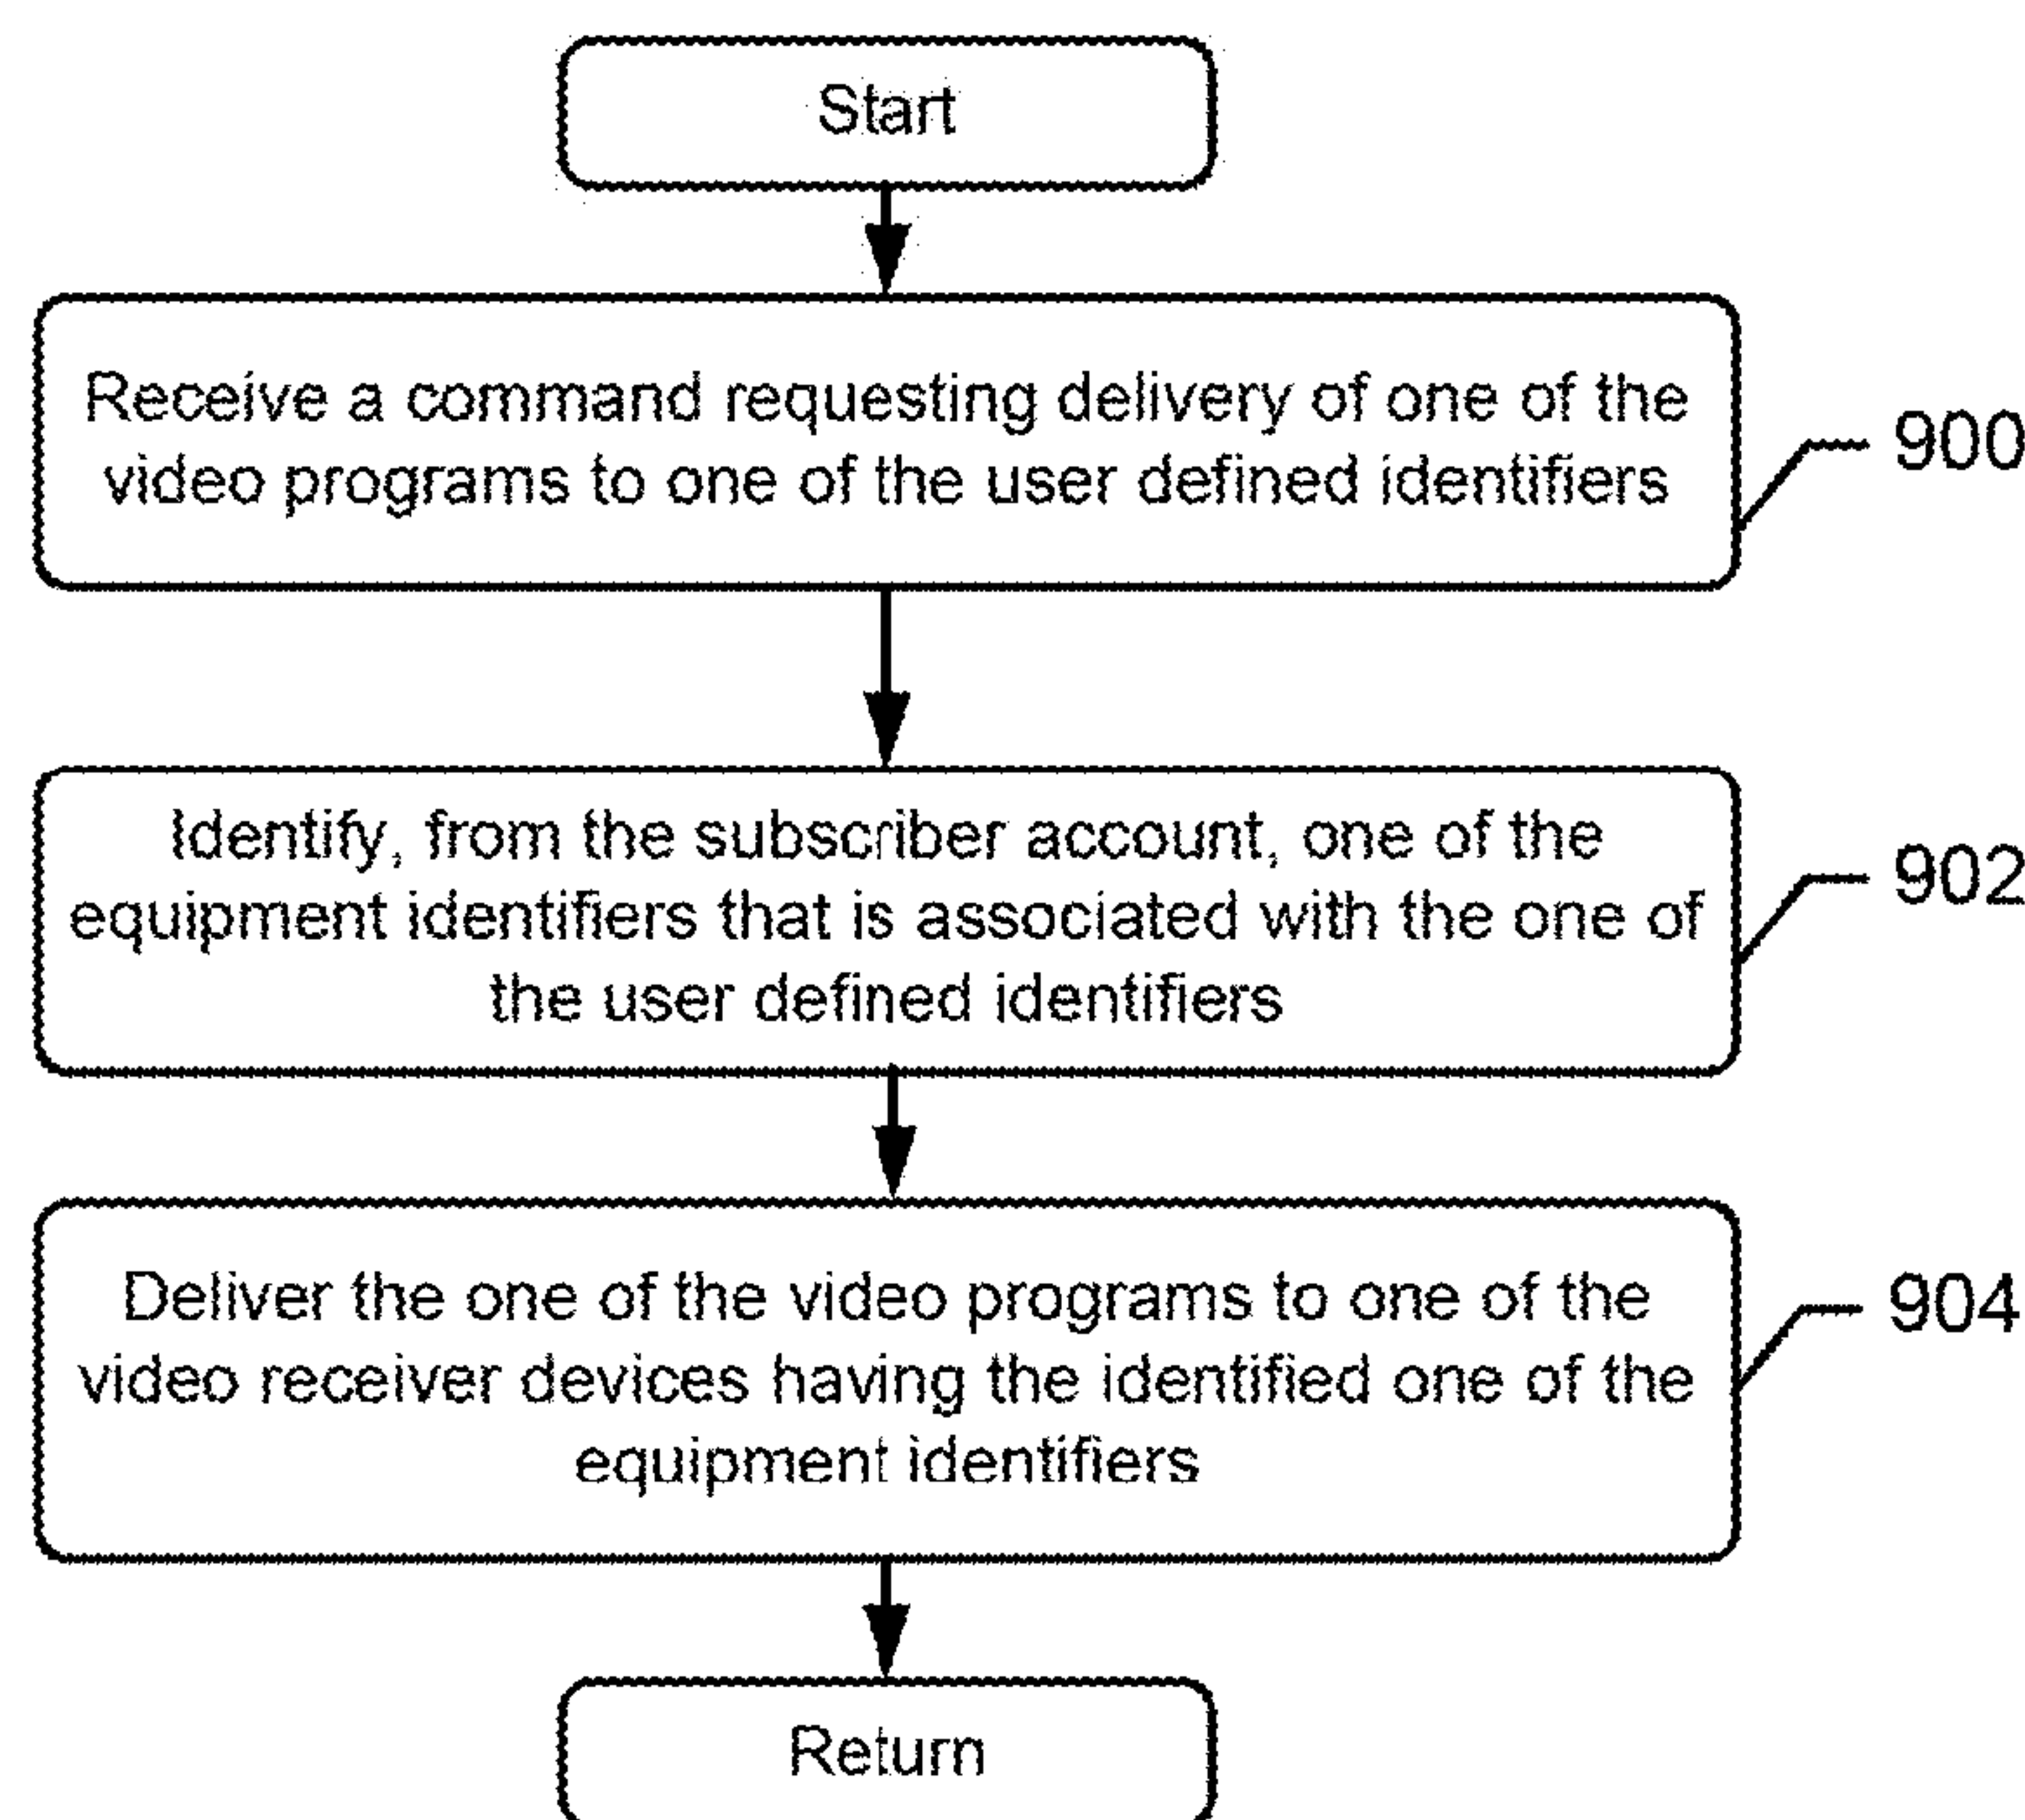 Start
Receive a command requesting delivery of one of the
video programs to one of the user defined identifiers
900
Identify, from the subscriber account, one of the
equipment identifiers that is associated with the one of
the user defined identifiers
902
Deliver the one of the video programs to one of the
video receiver devices having the identified one of the
equipment identifiers
904
Return